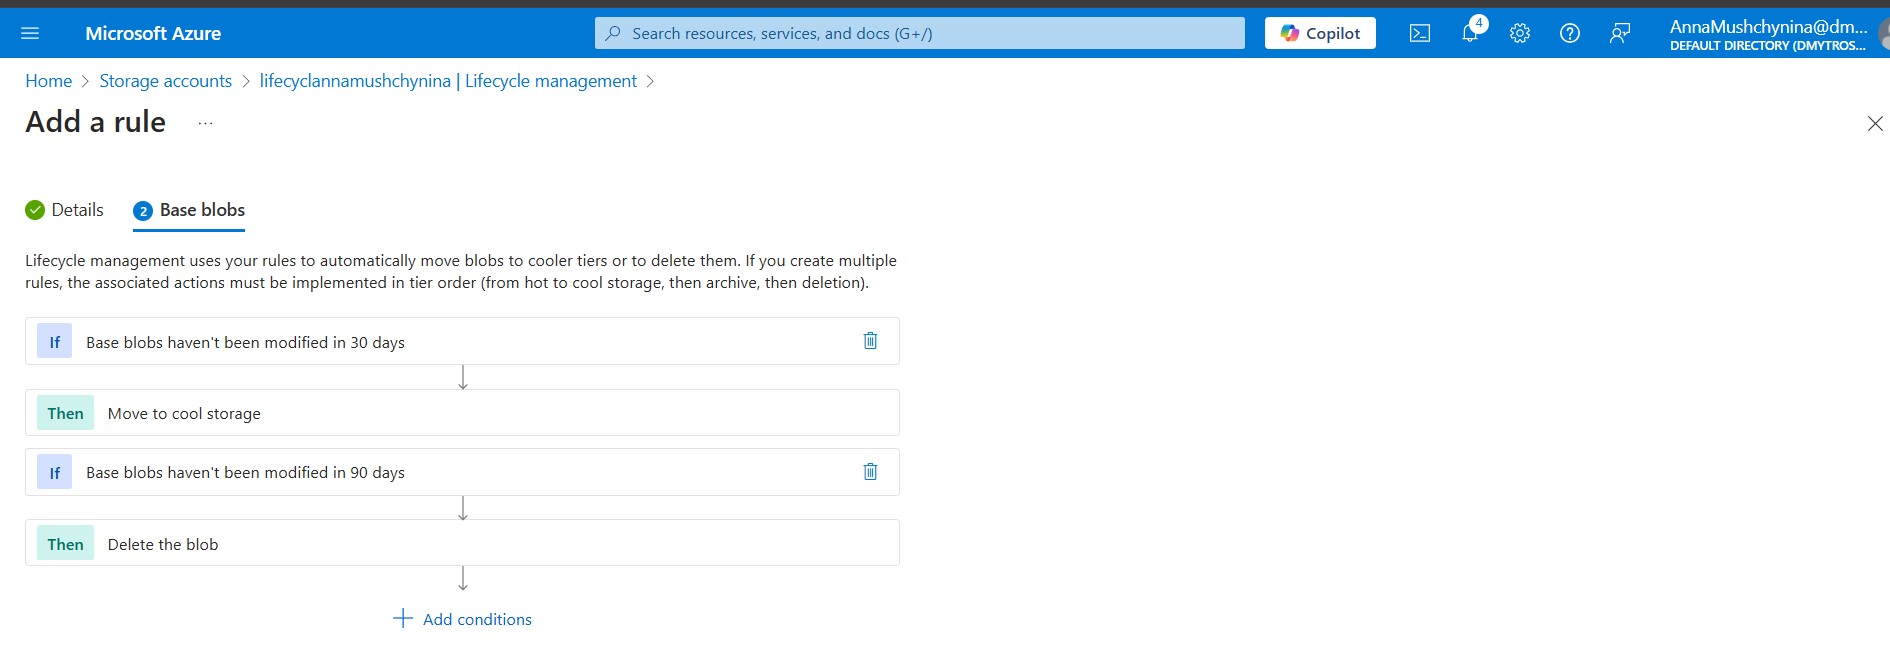 Microsoft Azure
Search resources, services, and docs (G+/)
Copilot
4
AnnaMushchynina@dm...
DEFAULT DIRECTORY (DMYTROS...
Home > Storage accounts > lifecyclannamushchynina | Lifecycle management >
Add a rule ...
Details
2 Base blobs
Lifecycle management uses your rules to automatically move blobs to cooler tiers or to delete them. If you create multiple
rules, the associated actions must be implemented in tier order (from hot to cool storage, then archive, then deletion).
If Base blobs haven't been modified in 30 days
Then Move to cool storage
If Base blobs haven't been modified in 90 days
Then Delete the blob
Add conditions